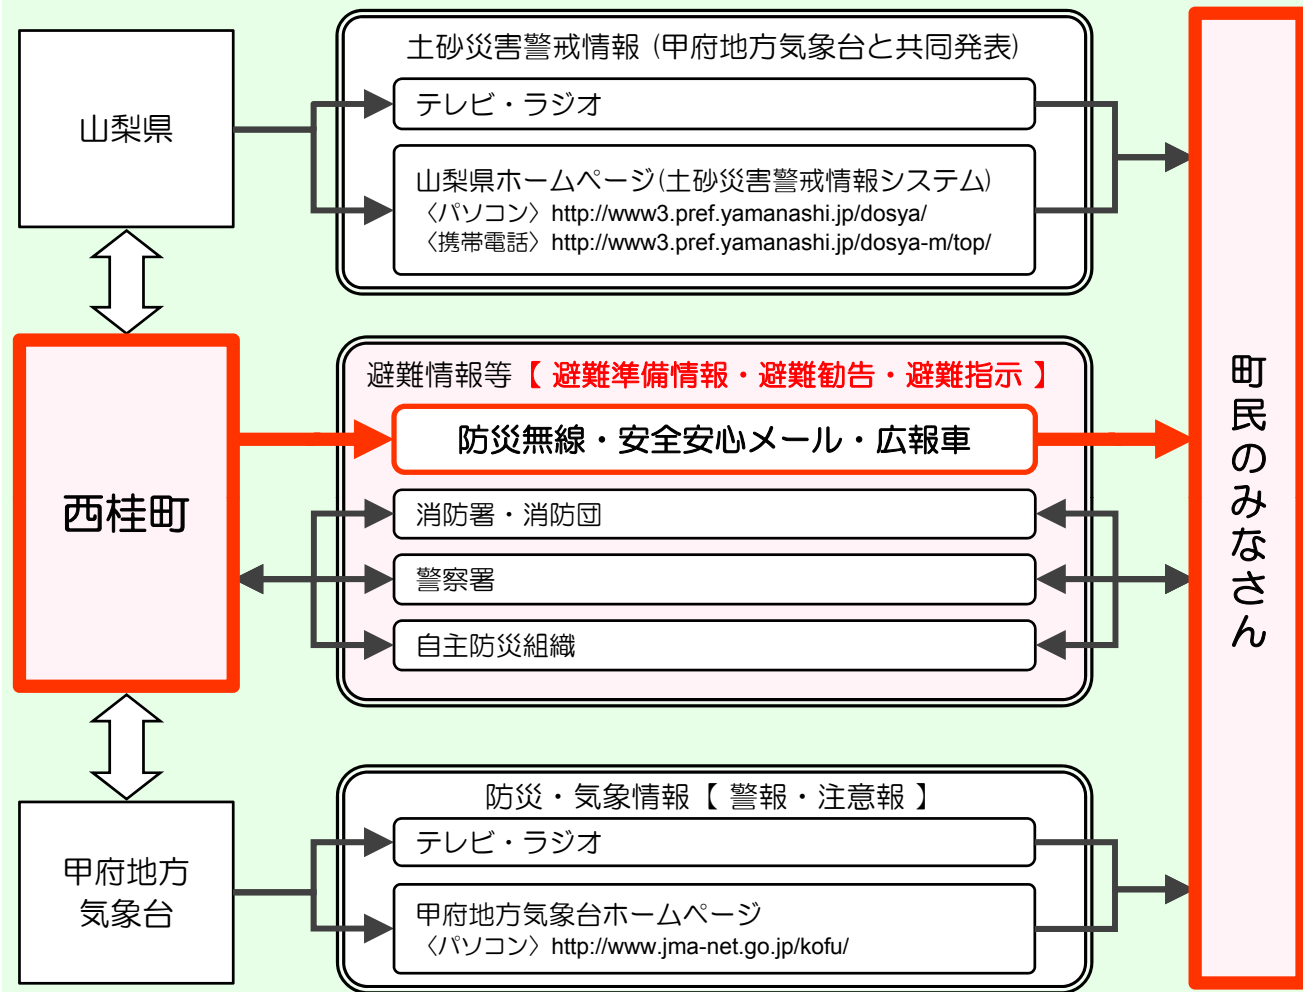 山梨県
土砂災害警戒情報 (甲府地方気象台と共同発表)
テレビ・ラジオ
山梨県ホームページ(土砂災害警戒情報システム)
〈パソコン〉http://www3.pref.yamanashi.jp/dosya/
〈携帯電話〉http://www3.pref.yamanashi.jp/dosya-m/top/
西桂町
避難情報等【 避難準備情報・避難勧告・避難指示 】
防災無線・安全安心メール・広報車
消防署・消防団
警察署
自主防災組織
甲府地方
気象台
防災・気象情報【 警報・注意報 】
テレビ・ラジオ
甲府地方気象台ホームページ
〈パソコン〉http://www.jma-net.go.jp/kofu/
町民のみなさん